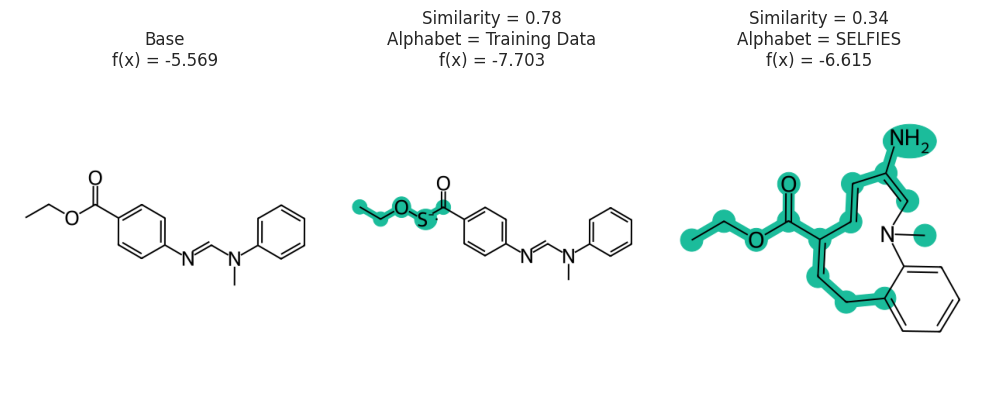 Base
f(x) = -5.569
Similarity = 0.78
Alphabet = Training Data
f(x) = -7.703
Similarity = 0.34
Alphabet = SELFIES
f(x) = -6.615
O
O
N
N
O
O
S
N
N
NH2
O
O
N